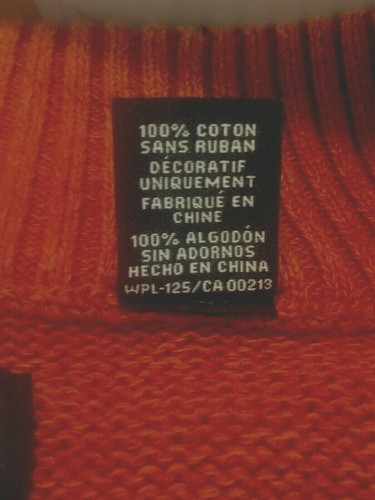 100% COTON
SANS RUBAN
DÉCORATIF
UNIQUEMENT
FABRIQUÉ EN
CHINE
100% ALGODÓN
SIN ADORNOS
HECHO EN CHINA
WPL-125/CA 00213